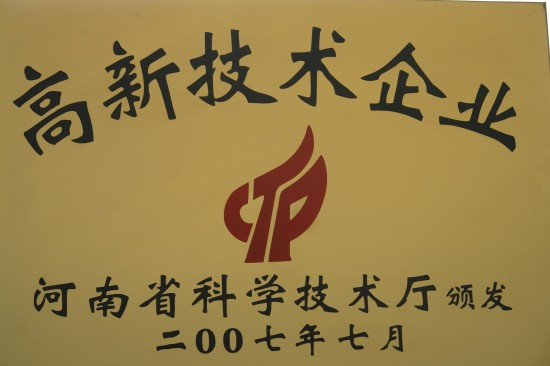 高新技术企业
CTP
河南省科学技术厅颁发
二00七年七月